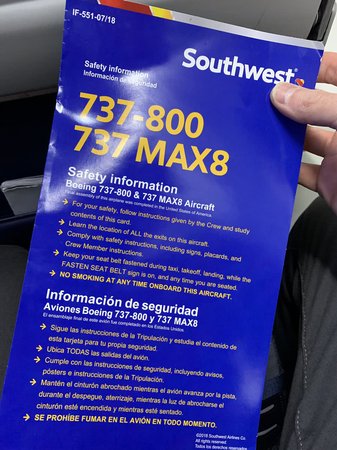 IF-551-07/18
Southwest
Safety information
Información de seguridad
737-800
737 MAX8
Safety information
Boeing 737-800 & 737 MAX8 Aircraft
Final assembly of this airplane was completed in the United States of America.
→ For your safety, follow instructions given by the Crew and study
contents of this card.
→ Learn the location of ALL the exits on this aircraft.
→ Comply with safety instructions, including signs, placards, and
Crew Member instructions.
→ Keep your seat belt fastened during taxi, takeoff, landing, while the
FASTEN SEAT BELT sign is on, and any time you are seated.
→ NO SMOKING AT ANY TIME ONBOARD THIS AIRCRAFT.
Información de seguridad
Aviones Boeing 737-800 y 737 MAX8
El ensamblaje final de este avión fue completado en los Estados Unidos.
→ Sigue las instrucciones de la Tripulación y estudia el contenido de
esta tarjeta para tu propia seguridad.
→ Ubica TODAS las salidas del avión.
→ Cumple con las instrucciones de seguridad, incluyendo avisos,
pósters e instrucciones de la Tripulación.
→ Mantén el cinturón abrochado mientras el avión avanza por la pista,
durante el despegue, aterrizaje, mientras la luz de abrocharse el
cinturón esté encendida y mientras esté sentado.
→ SE PROHÍBE FUMAR EN EL AVIÓN EN TODO MOMENTO.
©2018 Southwest Airlines Co.
All Rights Reserved.
Todos los Derechos Reservados.